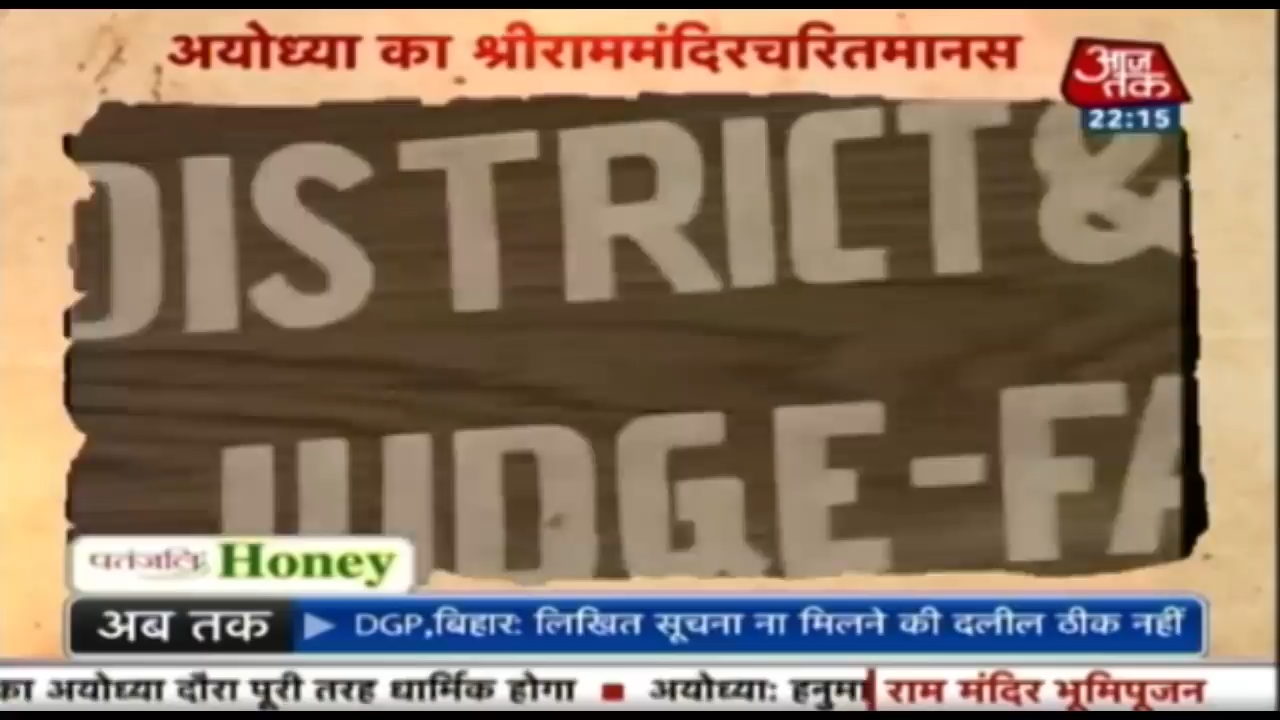 अयोध्या का श्रीराममंदिरचरितमानस
आज तक
22:15
DISTRICT &
JUDGE-FA
पतंजलि Honey
अब तक
DGP,बिहार: लिखित सूचना ना मिलने की दलील ठीक नहीं
का अयोध्या दौरा पूरी तरह धार्मिक होगा ■ अयोध्या: हनुमा
राम मंदिर भूमिपूजन